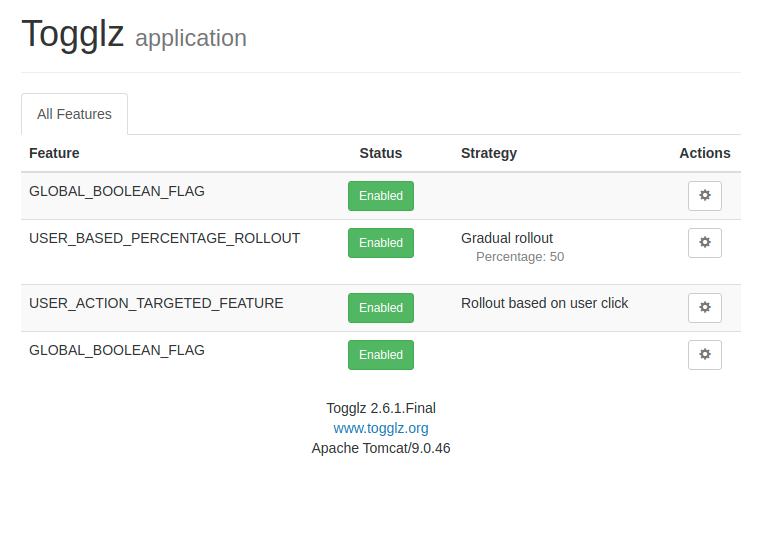 Togglz application
All Features
Feature Status Strategy Actions
GLOBAL_BOOLEAN_FLAG Enabled
USER_BASED_PERCENTAGE_ROLLOUT Enabled Gradual rollout
Percentage: 50
USER_ACTION_TARGETED_FEATURE Enabled Rollout based on user click
GLOBAL_BOOLEAN_FLAG Enabled
Togglz 2.6.1.Final
www.togglz.org
Apache Tomcat/9.0.46